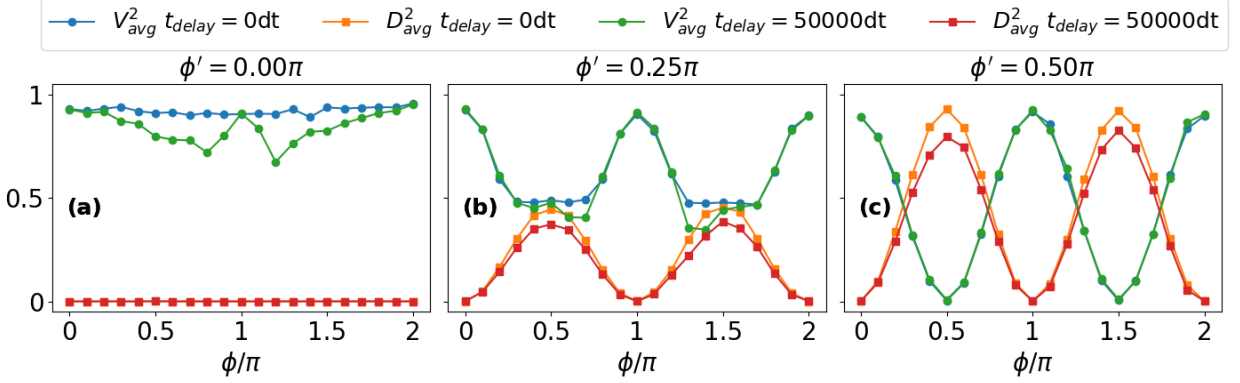 V²avg tdelay = 0dt D²avg tdelay = 0dt V²avg tdelay = 50000dt D²avg tdelay = 50000dt
ϕ′ = 0.00π ϕ′ = 0.25π ϕ′ = 0.50π
1
0.5
0
(a) (b) (c)
0 0.5 1 1.5 2 0 0.5 1 1.5 2 0 0.5 1 1.5 2
ϕ/π ϕ/π ϕ/π